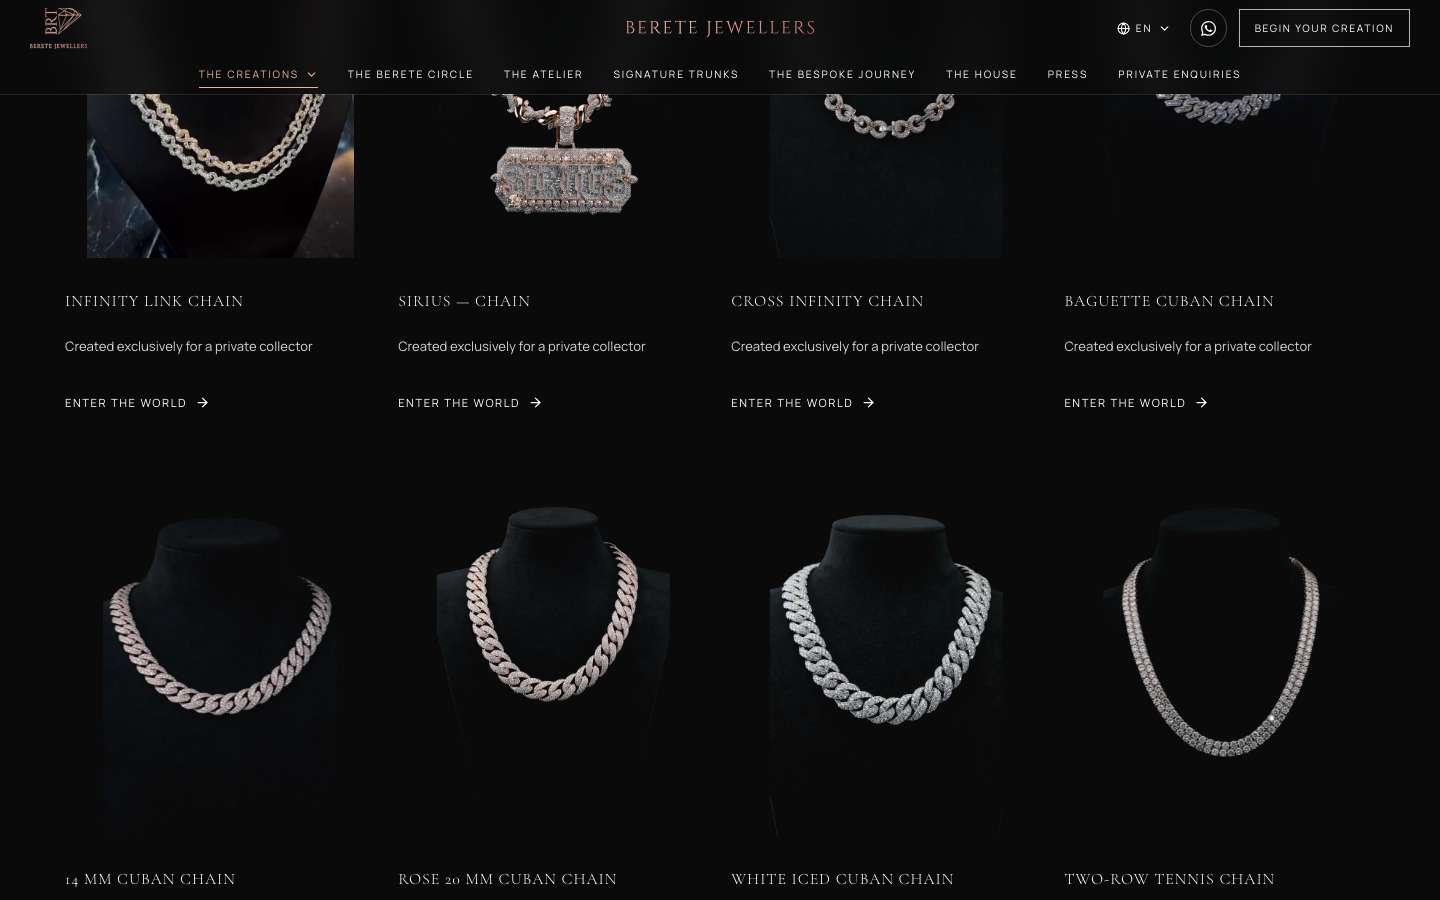 BRT
BERETE JEWELLERS
BERETE JEWELLERS
EN
BEGIN YOUR CREATION
THE CREATIONS
THE BERETE CIRCLE
THE ATELIER
SIGNATURE TRUNKS
THE BESPOKE JOURNEY
THE HOUSE
PRESS
PRIVATE ENQUIRIES
SIRIUS
INFINITY LINK CHAIN
SIRIUS — CHAIN
CROSS INFINITY CHAIN
BAGUETTE CUBAN CHAIN
Created exclusively for a private collector
Created exclusively for a private collector
Created exclusively for a private collector
Created exclusively for a private collector
ENTER THE WORLD
ENTER THE WORLD
ENTER THE WORLD
ENTER THE WORLD
14 MM CUBAN CHAIN
ROSE 20 MM CUBAN CHAIN
WHITE ICED CUBAN CHAIN
TWO-ROW TENNIS CHAIN